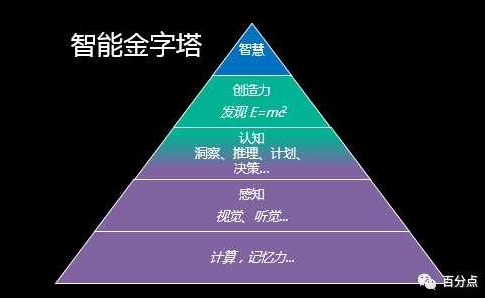 智能金字塔
智慧
创造力
发现 E=mc²
认知
洞察、推理、计划、
决策...
感知
视觉、听觉...
计算，记忆力...
百分点